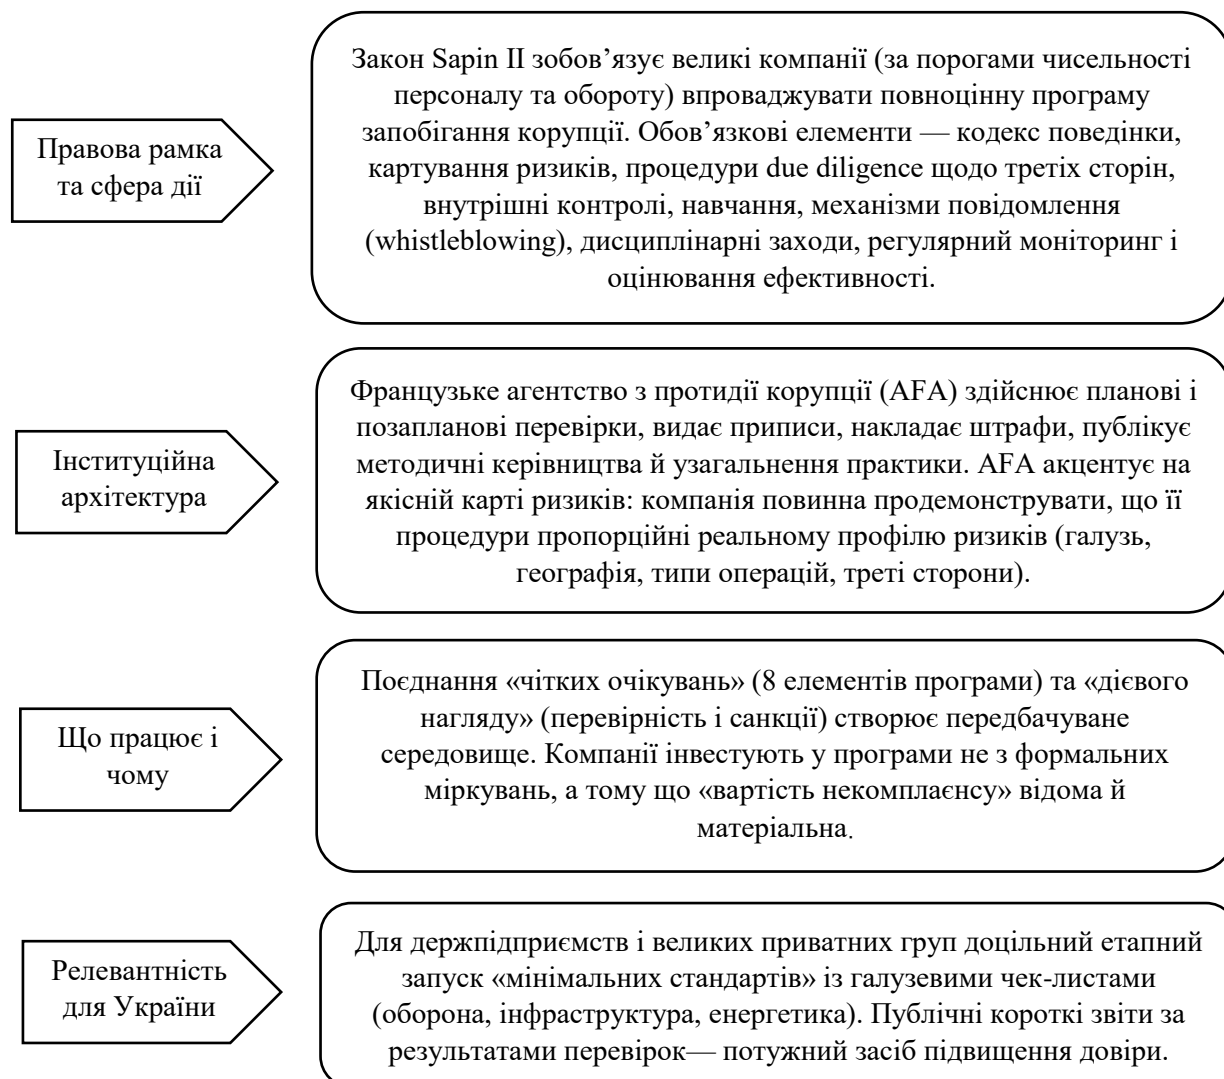 Правова рамка
та сфера дії
Закон Sapin II зобов’язує великі компанії (за порогами чисельності
персоналу та обороту) впроваджувати повноцінну програму
запобігання корупції. Обов’язкові елементи — кодекс поведінки,
картування ризиків, процедури due diligence щодо третіх сторін,
внутрішні контролі, навчання, механізми повідомлення
(whistleblowing), дисциплінарні заходи, регулярний моніторинг і
оцінювання ефективності.
Інституційна
архітектура
Французьке агентство з протидії корупції (AFA) здійснює планові і
позапланові перевірки, видає приписи, накладає штрафи, публікує
методичні керівництва й узагальнення практики. AFA акцентує на
якісній карті ризиків: компанія повинна продемонструвати, що її
процедури пропорційні реальному профілю ризиків (галузь,
географія, типи операцій, треті сторони).
Що працює і
чому
Поєднання «чітких очікувань» (8 елементів програми) та «дієвого
нагляду» (перевірність і санкції) створює передбачуване
середовище. Компанії інвестують у програми не з формальних
міркувань, а тому що «вартість некомплаєнсу» відома й
матеріальна.
Релевантність
для України
Для держпідприємств і великих приватних груп доцільний етапний
запуск «мінімальних стандартів» із галузевими чек-листами
(оборона, інфраструктура, енергетика). Публічні короткі звіти за
результатами перевірок— потужний засіб підвищення довіри.